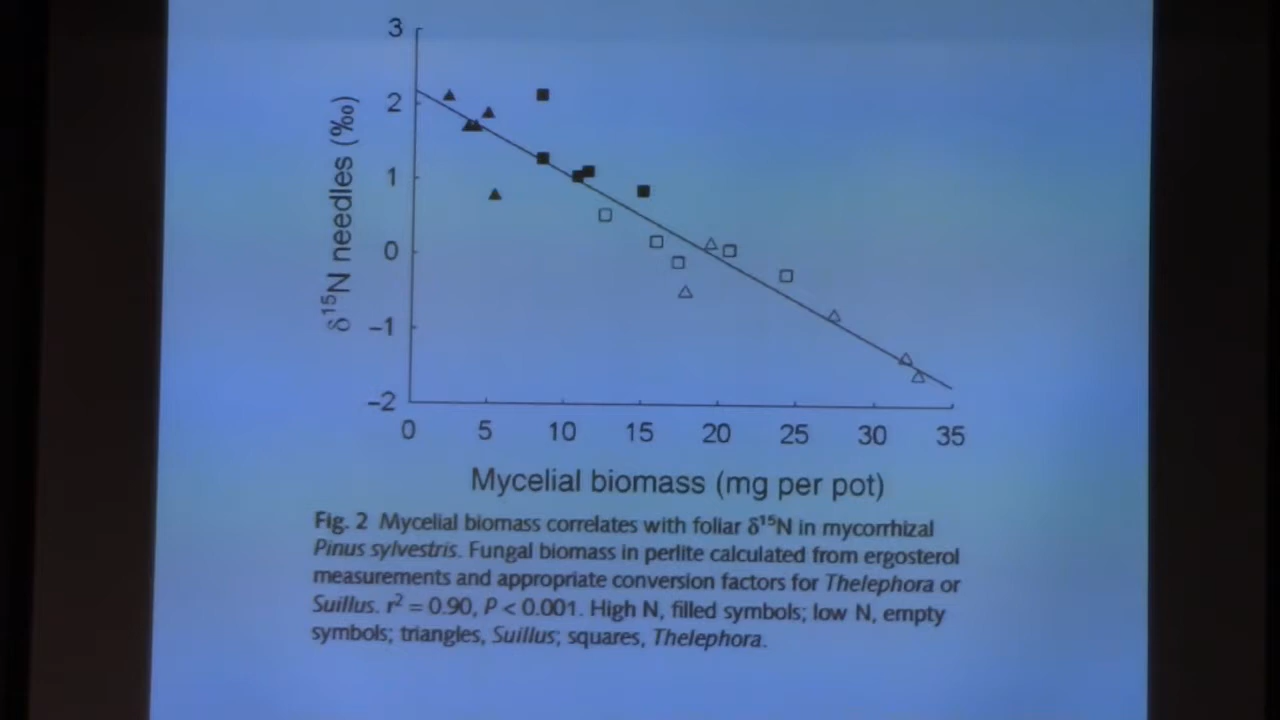 3
2
1
0
–1
–2
δ¹⁵N needles (‰)
0 5 10 15 20 25 30 35
Mycelial biomass (mg per pot)
Fig. 2 Mycelial biomass correlates with foliar δ¹⁵N in mycorrhizal
Pinus sylvestris. Fungal biomass in perlite calculated from ergosterol
measurements and appropriate conversion factors for Thelephora or
Suillus. r² = 0.90, P < 0.001. High N, filled symbols; low N, empty
symbols; triangles, Suillus; squares, Thelephora.